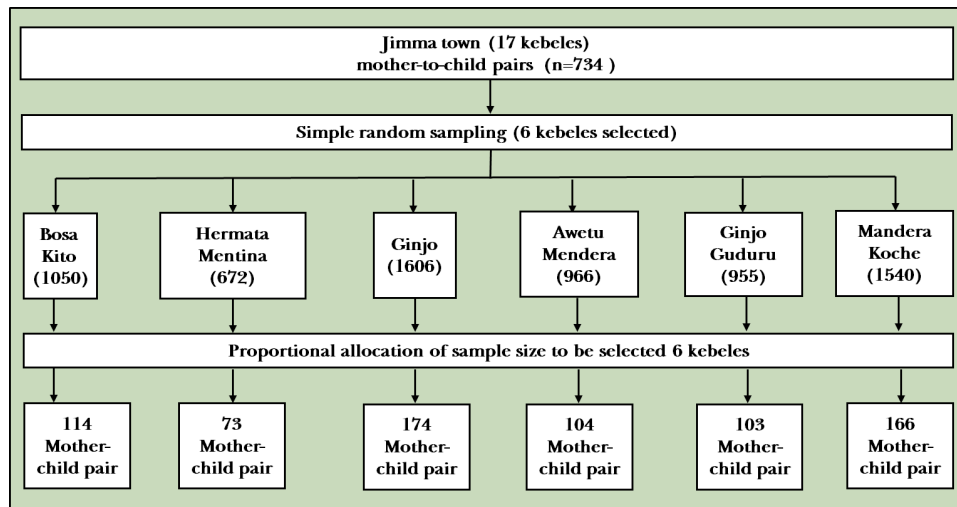 Jimma town (17 kebeles)
mother-to-child pairs (n=734 )
Simple random sampling (6 kebeles selected)
Bosa
Kito
(1050)
Hermata
Mentina
(672)
Ginjo
(1606)
Awetu
Mendera
(966)
Ginjo
Guduru
(955)
Mandera
Koche
(1540)
Proportional allocation of sample size to be selected 6 kebeles
114
Mother-
child pair
73
Mother-
child pair
174
Mother-
child pair
104
Mother-
child pair
103
Mother-
child pair
166
Mother-
child pair